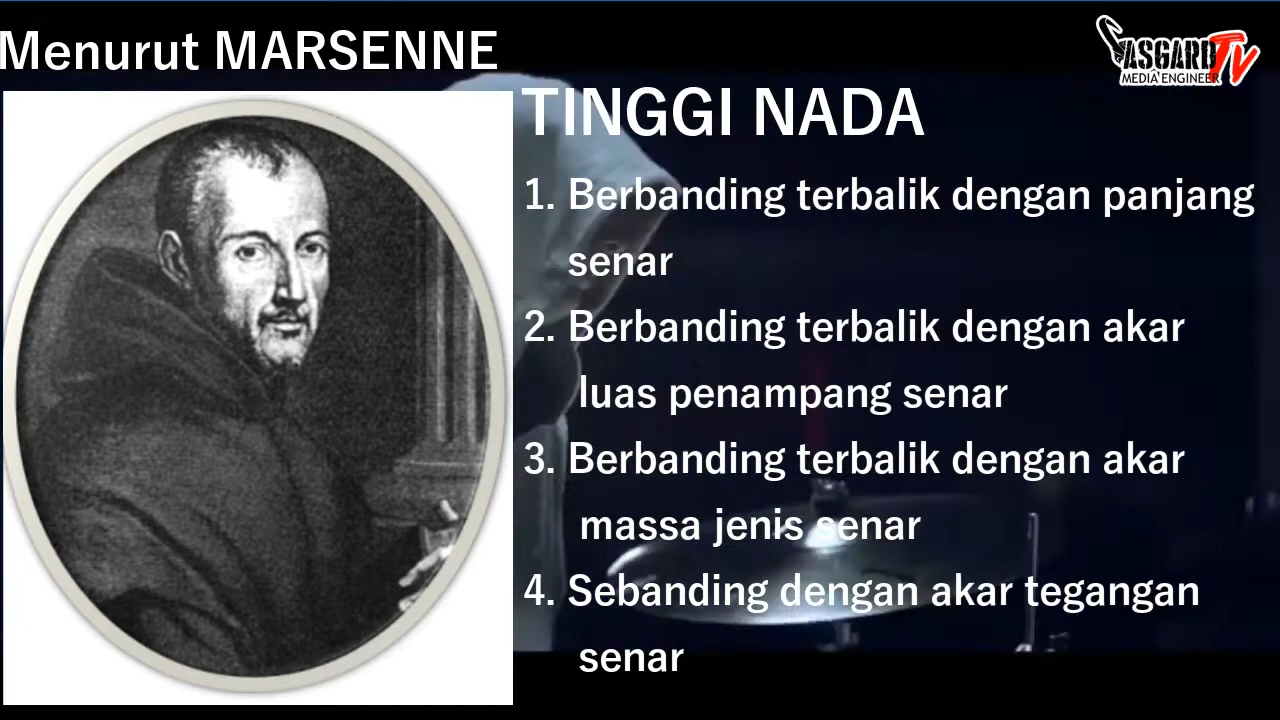 Menurut MARSENNE
ASGARD TV
MEDIA ENGINEER
TINGGI NADA
1. Berbanding terbalik dengan panjang
senar
2. Berbanding terbalik dengan akar
luas penampang senar
3. Berbanding terbalik dengan akar
massa jenis senar
4. Sebanding dengan akar tegangan
senar